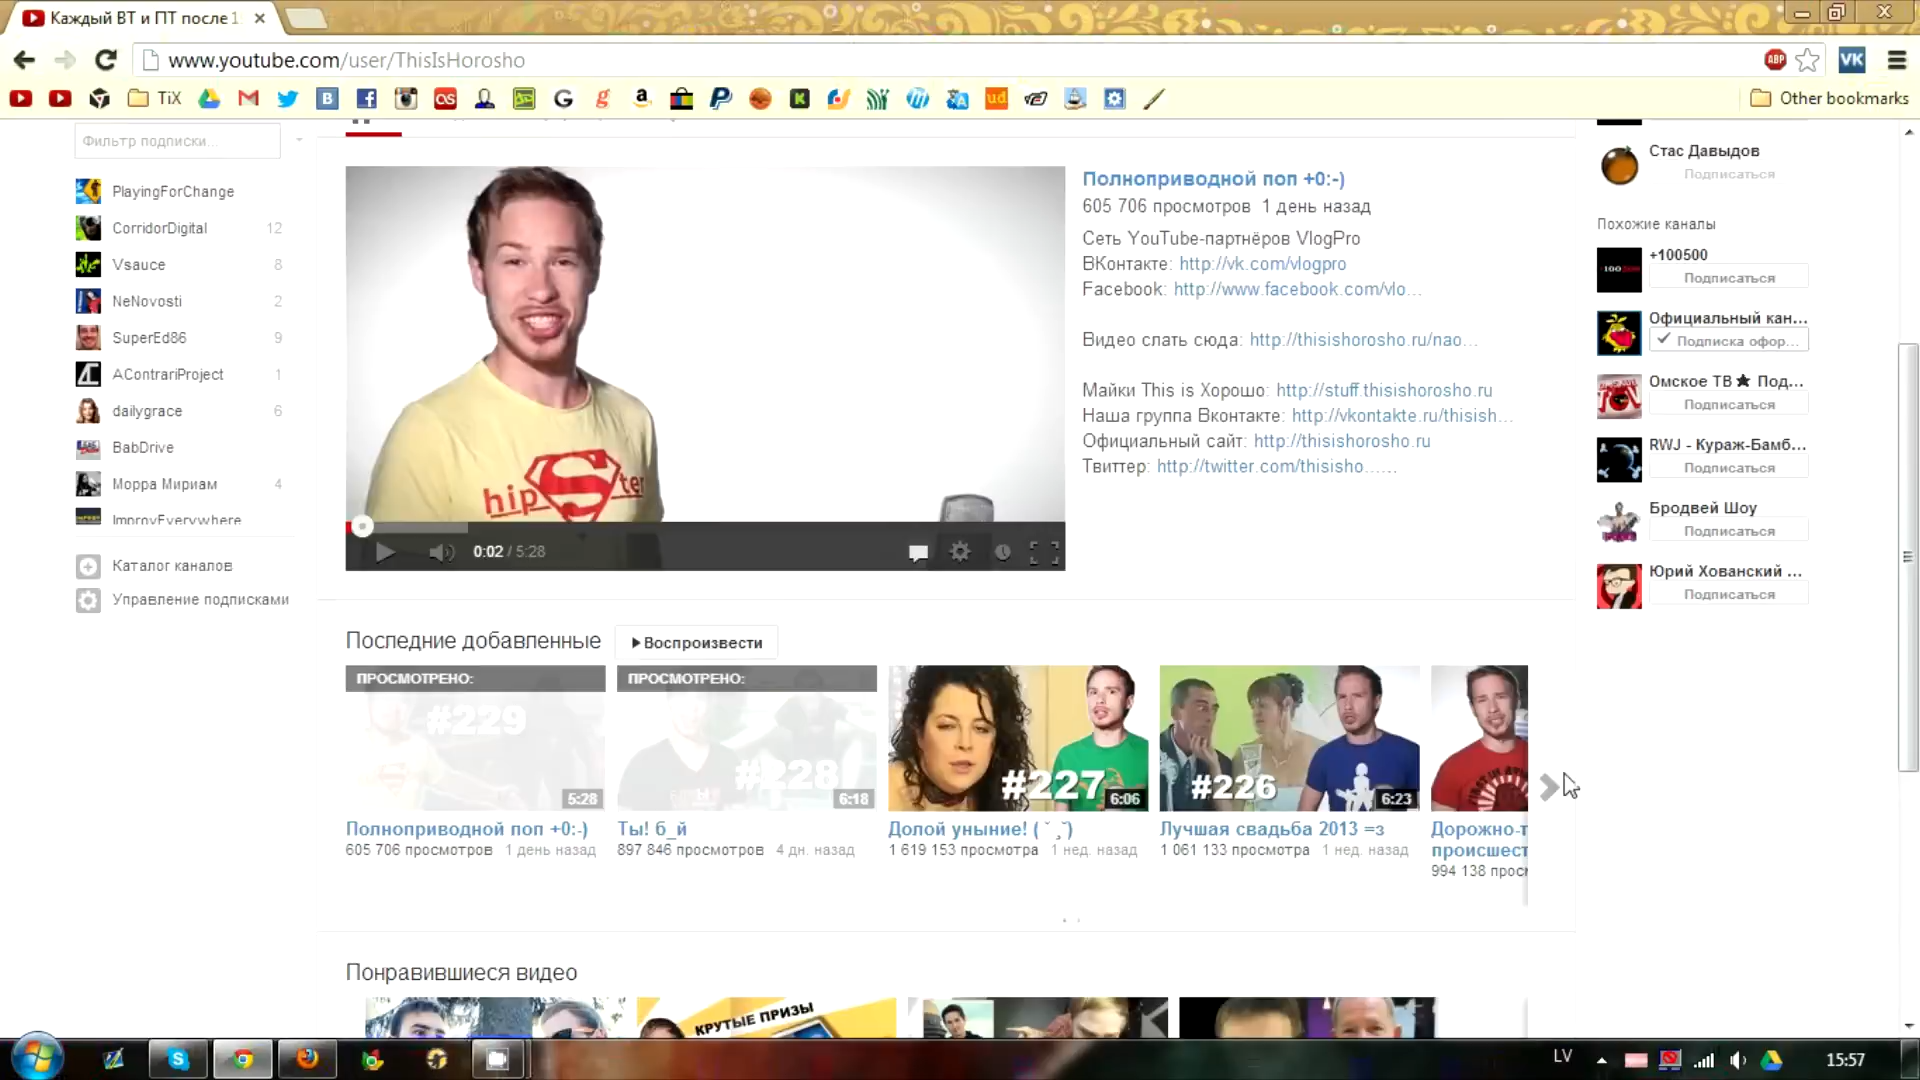 Каждый ВТ и ПТ после 1
www.youtube.com/user/ThisIsHorosho
TiX
Other bookmarks
Фильтр подписки...
PlayingForChange
CorridorDigital 12
Vsauce 8
NeNovosti 2
SuperEd86 9
AContrariProject 1
dailygrace 6
BabDrive
Морра Мириам 4
ImprovEverywhere
Каталог каналов
Управление подписками
hipster
0:02 / 5:28
Полноприводной поп +0:-)
605 706 просмотров 1 день назад
Сеть YouTube-партнёров VlogPro
ВКонтакте: http://vk.com/vlogpro
Facebook: http://www.facebook.com/vlo...
Видео слать сюда: http://thisishorosho.ru/nao...
Майки This is Хорошо: http://stuff.thisishorosho.ru
Наша группа Вконтакте: http://vkontakte.ru/thisish...
Официальный сайт: http://thisishorosho.ru
Твиттер: http://twitter.com/thisisho......
Стас Давыдов
Подписаться
Похожие каналы
+100500
Подписаться
Официальный кан...
Подписка офор...
Омское ТВ★ Под...
Подписаться
RWJ - Кураж-Бамб...
Подписаться
Бродвей Шоу
Подписаться
Юрий Хованский ...
Подписаться
Последние добавленные
Воспроизвести
ПРОСМОТРЕНО:
#229
5:28
Полноприводной поп +0:-)
605 706 просмотров 1 день назад
ПРОСМОТРЕНО:
#228
6:18
Ты! б_й
897 846 просмотров 4 дн. назад
#227
6:06
Долой уныние! ( ˘ ¸˘)
1 619 153 просмотра 1 нед. назад
#226
6:23
Лучшая свадьба 2013 =з
1 061 133 просмотра 1 нед. назад
Дорожно-т
происшест
994 138 прос
Понравившиеся видео
КРУТЫЕ ПРИЗЫ
LV
15:57